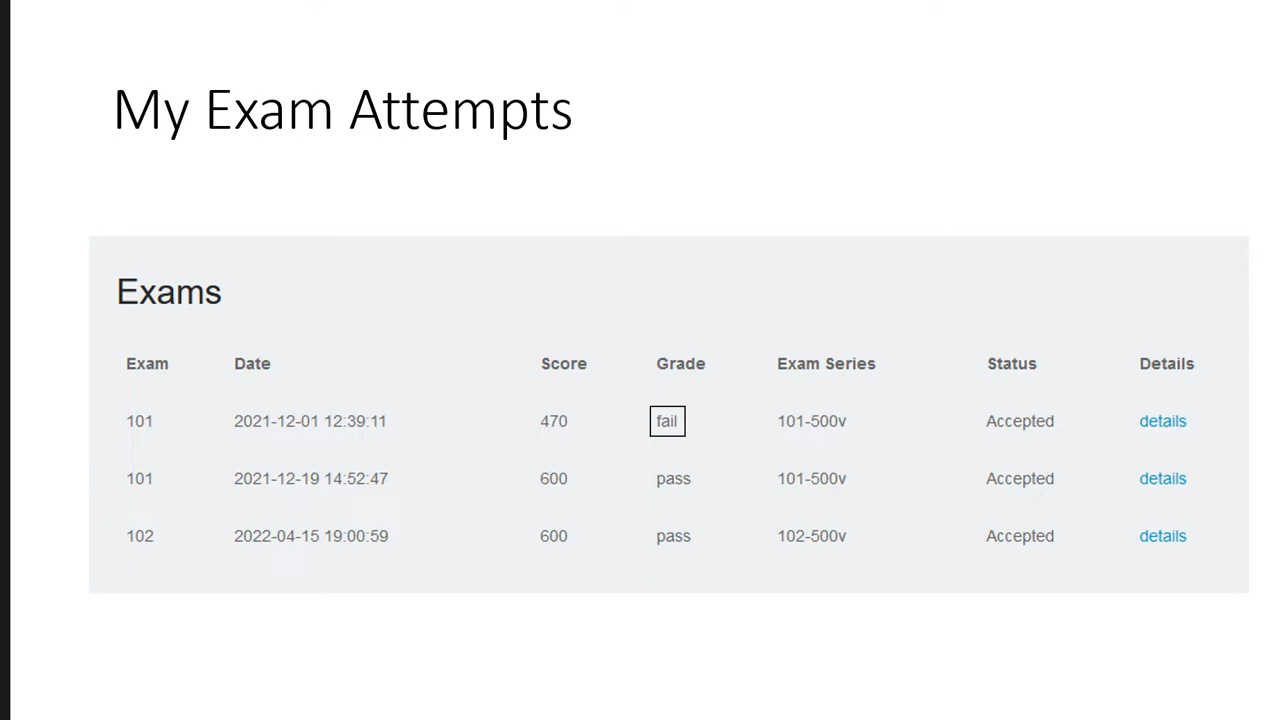 My Exam Attempts
Exams
Exam Date Score Grade Exam Series Status Details
101 2021-12-01 12:39:11 470 fail 101-500v Accepted details
101 2021-12-19 14:52:47 600 pass 101-500v Accepted details
102 2022-04-15 19:00:59 600 pass 102-500v Accepted details